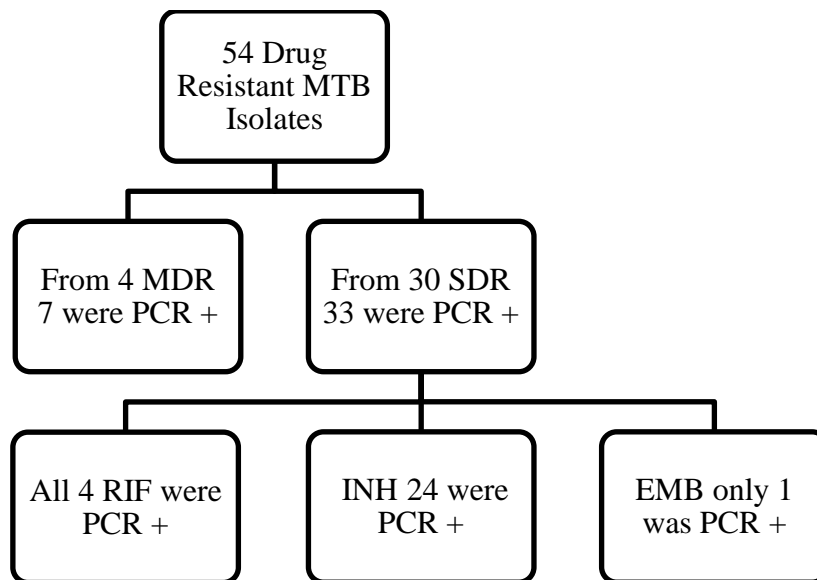 54 Drug
Resistant MTB
Isolates
From 4 MDR
7 were PCR +
From 30 SDR
33 were PCR +
All 4 RIF were
PCR +
INH 24 were
PCR +
EMB only 1
was PCR +